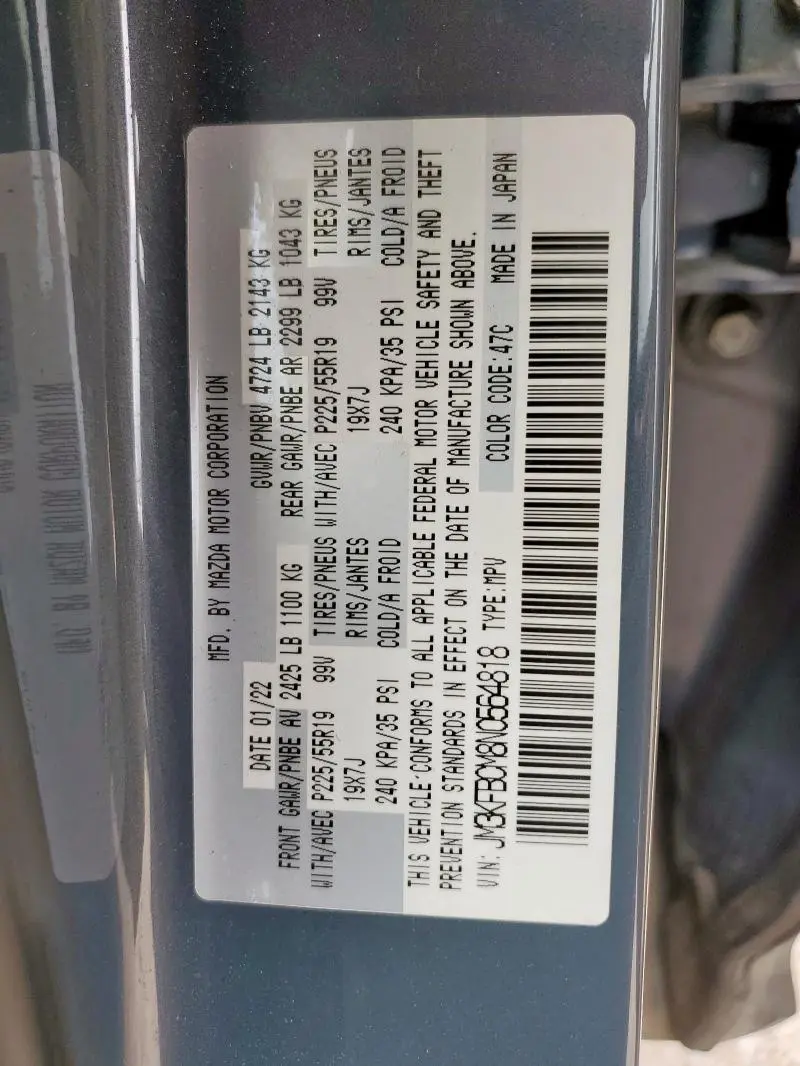 MFD. BY MAZDA MOTOR CORPORATION
DATE 01/22 GVWR/PNBV 4724 LB 2143 KG
FRONT GAWR/PNBE AV 2425 LB 1100 KG REAR GAWR/PNBE AR 2299 LB 1043 KG
WITH/AVEC P225/55R19 99V TIRES/PNEUS WITH/AVEC P225/55R19 99V TIRES/PNEUS
19X7J RIMS/JANTES 19X7J RIMS/JANTES
240 KPA/35 PSI COLD/A FROID 240 KPA/35 PSI COLD/A FROID
THIS VEHICLE CONFORMS TO ALL APPLICABLE FEDERAL MOTOR VEHICLE SAFETY AND THEFT
PREVENTION STANDARDS IN EFFECT ON THE DATE OF MANUFACTURE SHOWN ABOVE.
VIN: JM3KFBCM8N0564818 TYPE:MPV COLOR CODE:47C MADE IN JAPAN